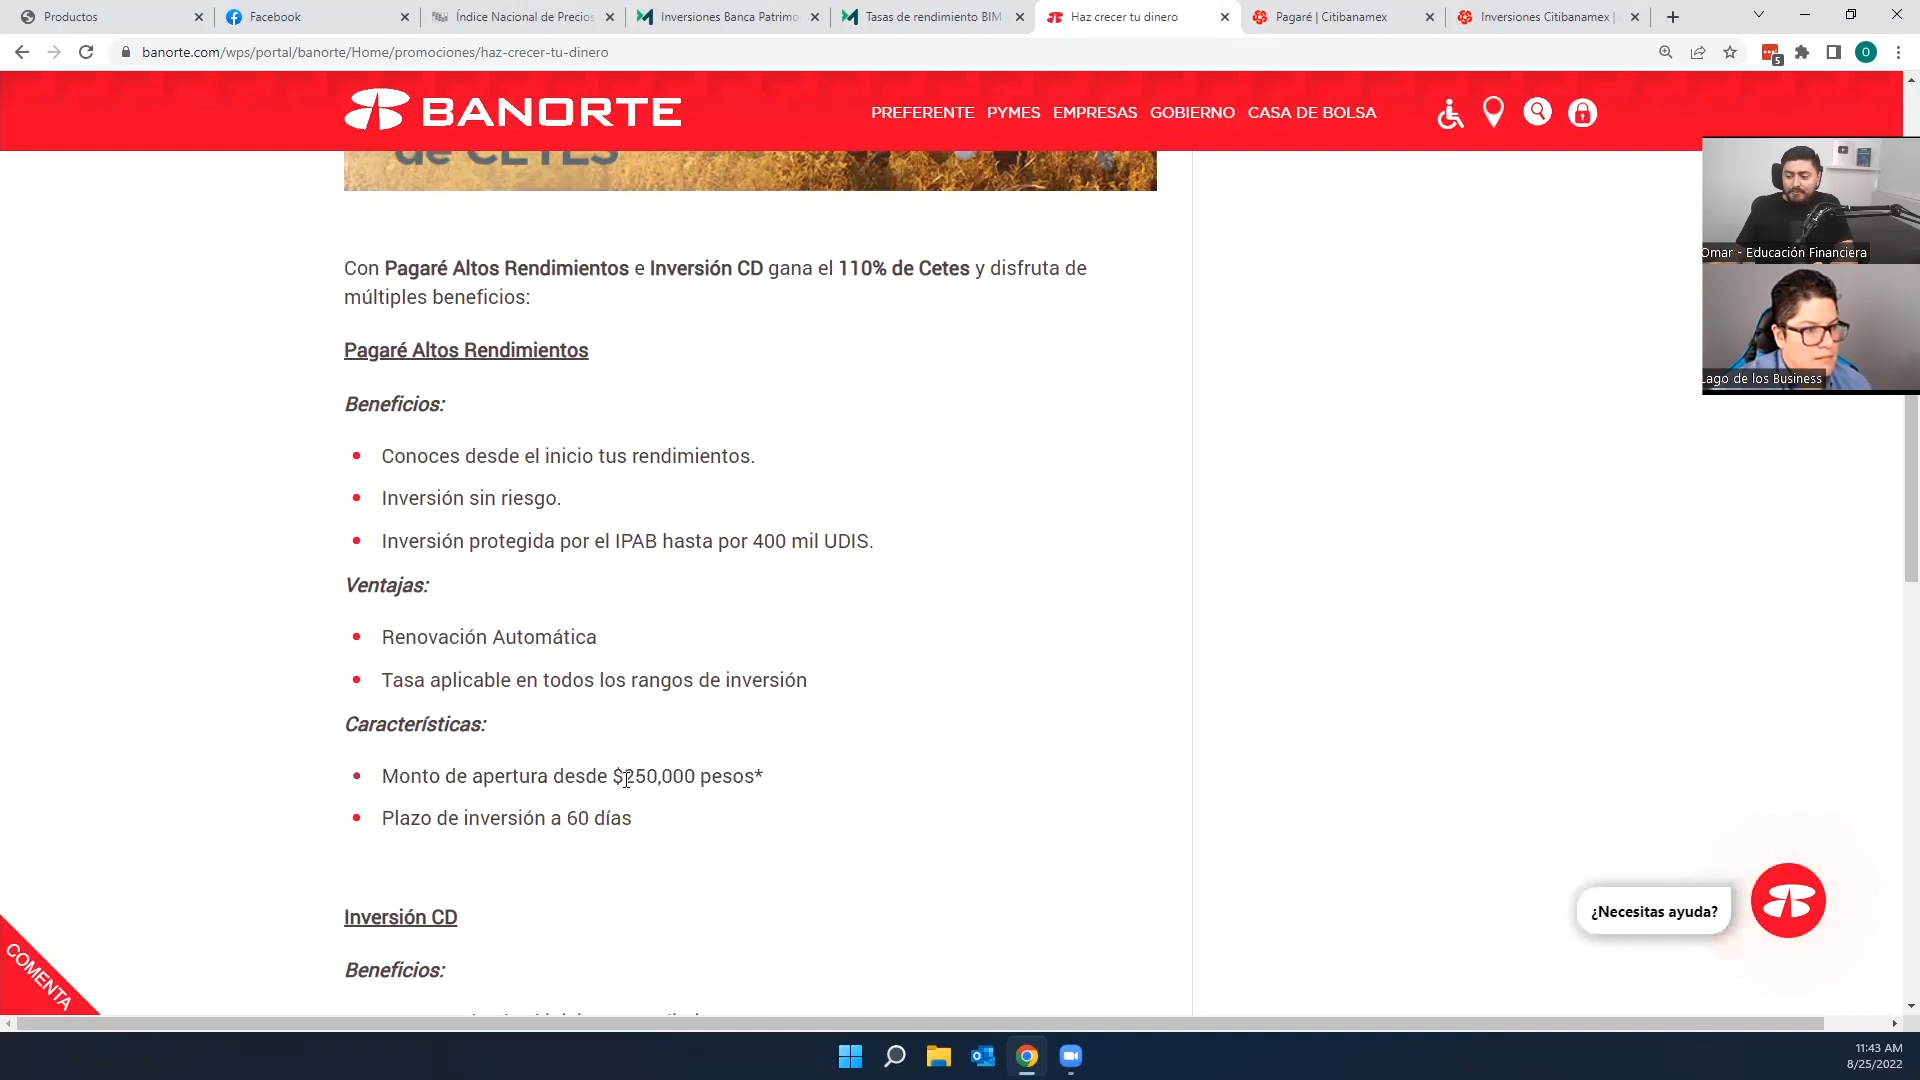 Productos
Facebook
Índice Nacional de Precios
Inversiones Banca Patrimo
Tasas de rendimiento BIM
Haz crecer tu dinero
Pagaré | Citibanamex
Inversiones Citibanamex |
banorte.com/wps/portal/banorte/Home/promociones/haz-crecer-tu-dinero
5
O
BANORTE
PREFERENTE PYMES EMPRESAS GOBIERNO CASA DE BOLSA
de CETES
Omar - Educación Financiera
Lago de los Business
Con Pagaré Altos Rendimientos e Inversión CD gana el 110% de Cetes y disfruta de
múltiples beneficios:
Pagaré Altos Rendimientos
Beneficios:
Conoces desde el inicio tus rendimientos.
Inversión sin riesgo.
Inversión protegida por el IPAB hasta por 400 mil UDIS.
Ventajas:
Renovación Automática
Tasa aplicable en todos los rangos de inversión
Características:
Monto de apertura desde $250,000 pesos*
Plazo de inversión a 60 días
Inversión CD
Beneficios:
¿Necesitas ayuda?
COMENTA
11:43 AM
8/25/2022